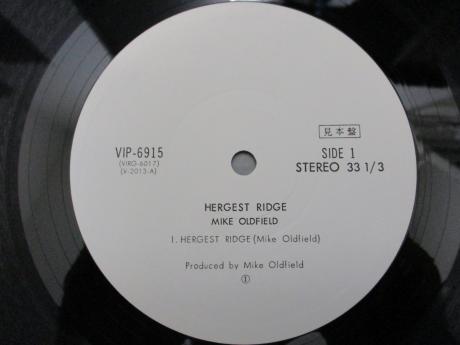 見本盤
VIP-6915
(VIRG-6017)
(V-2013-A)
SIDE 1
STEREO 33 1/3
HERGEST RIDGE
MIKE OLDFIELD
1. HERGEST RIDGE (Mike Oldfield)
Produced by Mike Oldfield
①